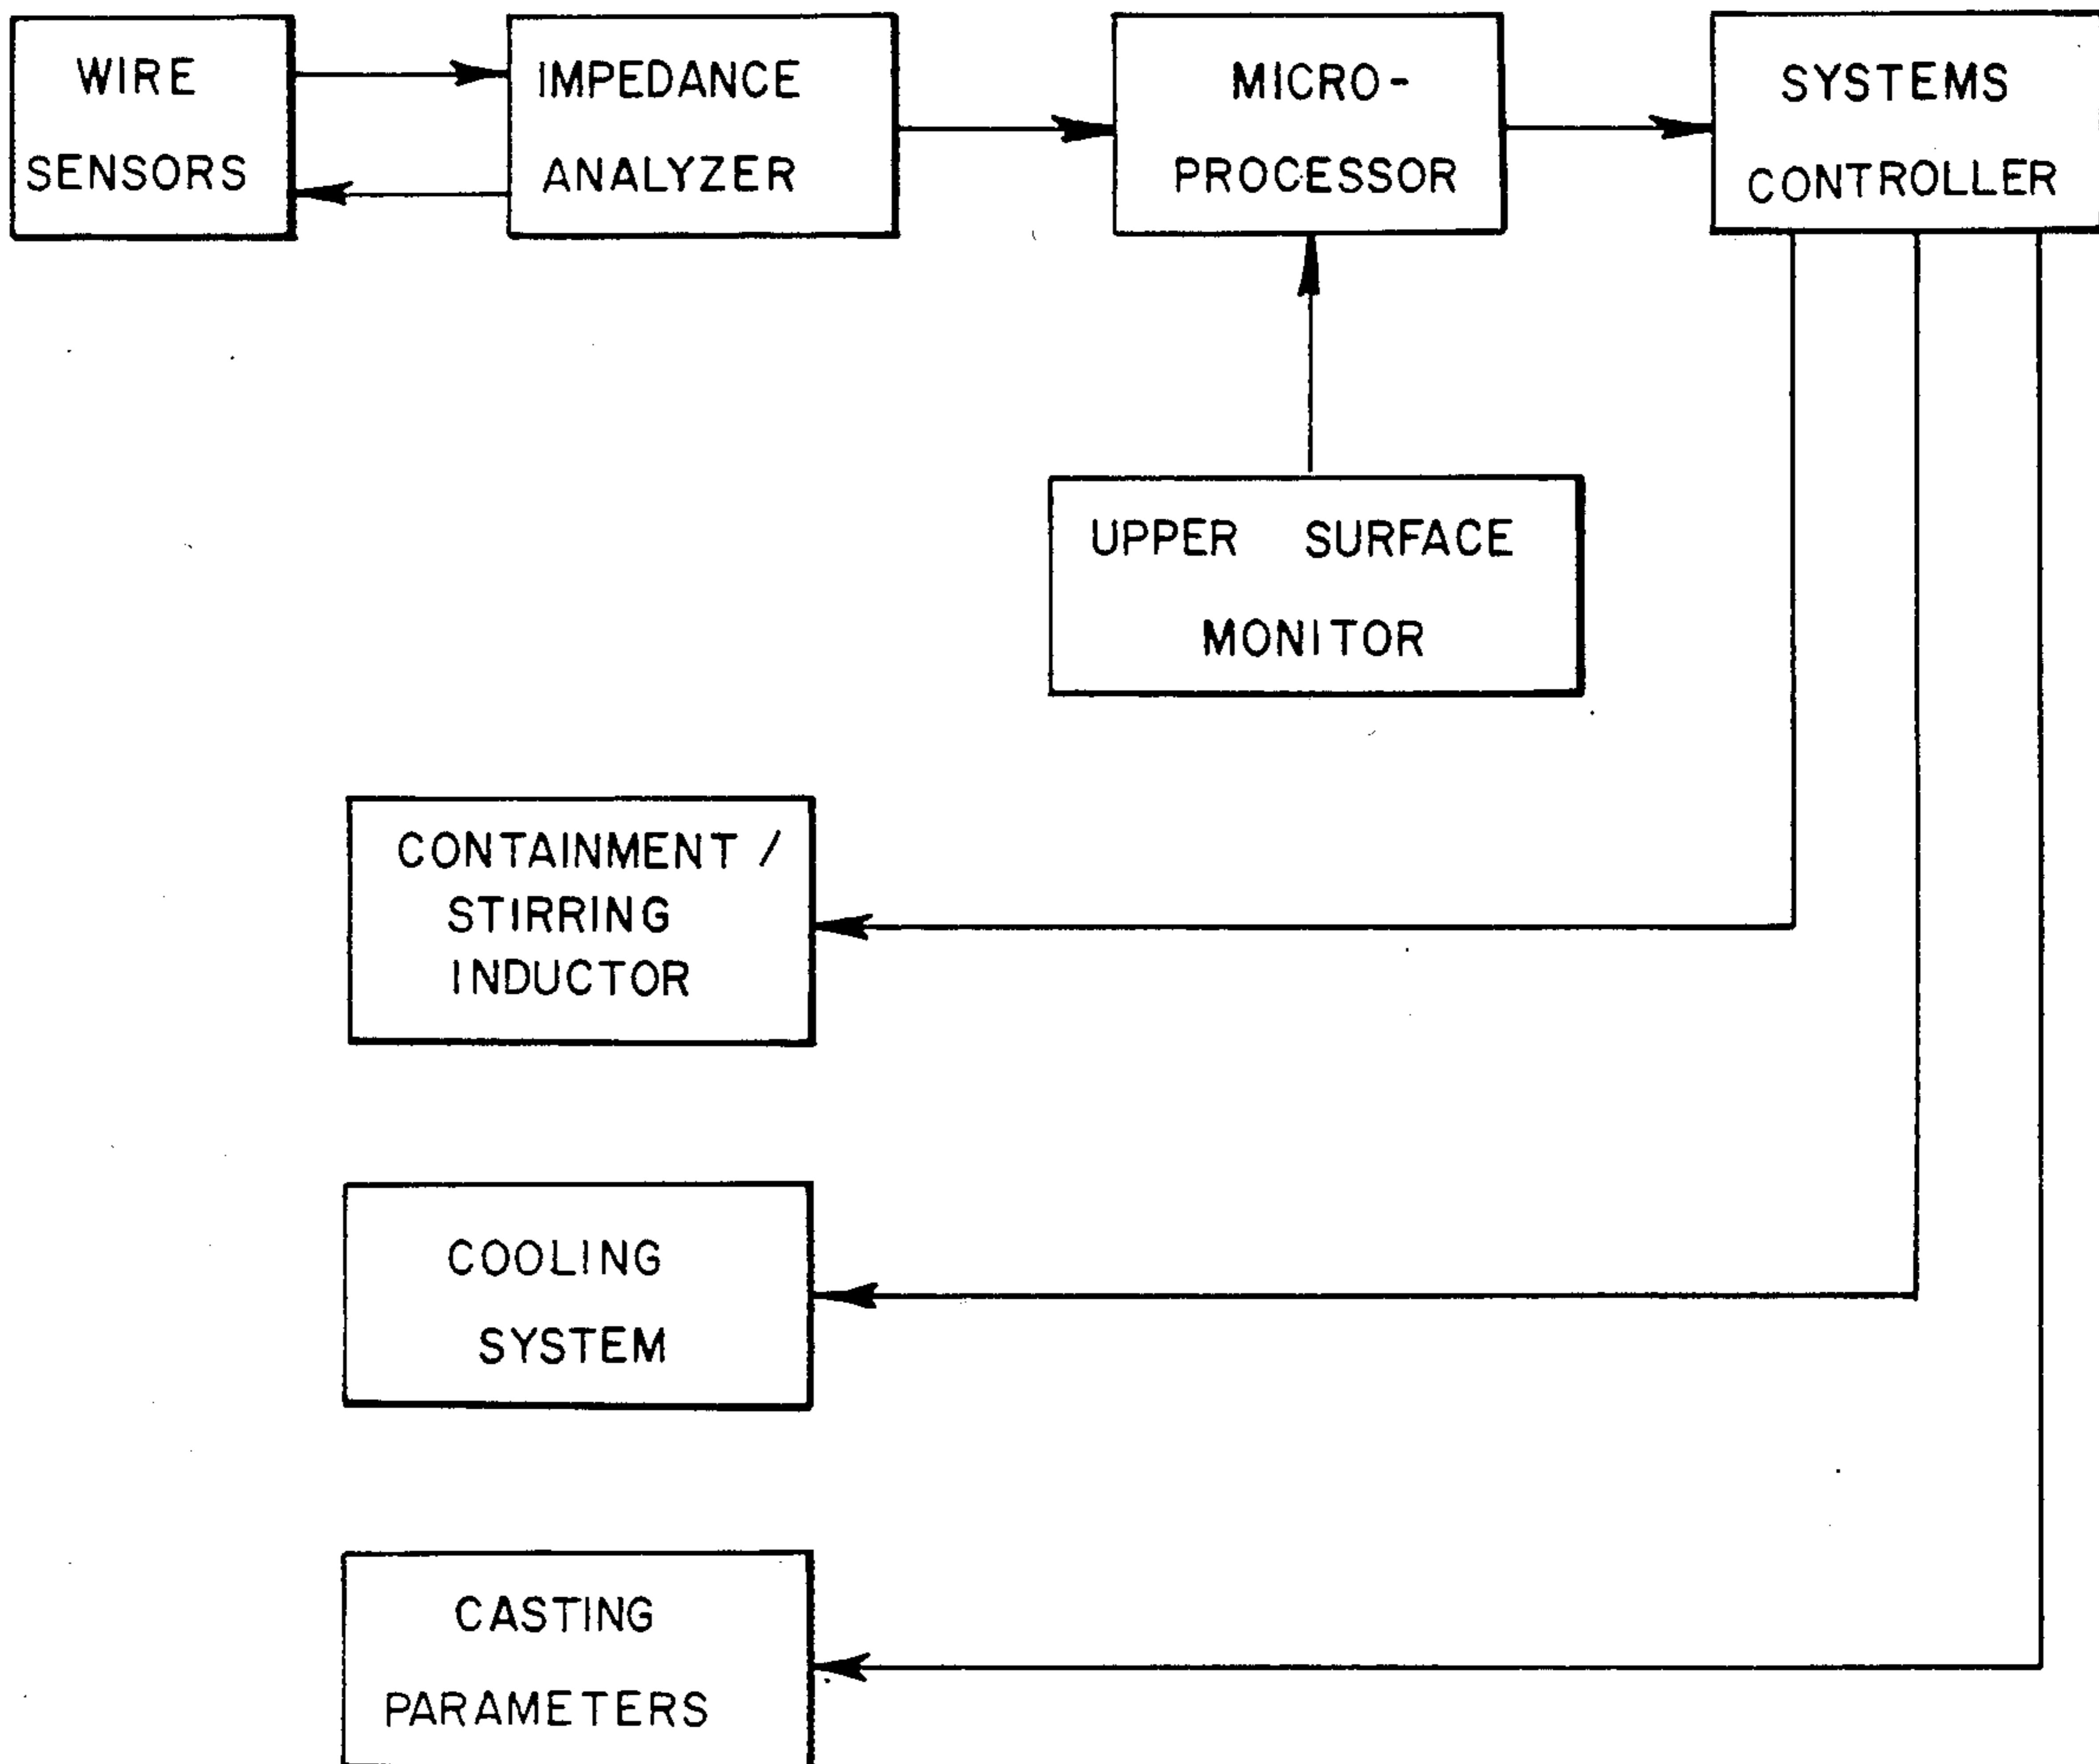 WIRE
SENSORS
IMPEDANCE
ANALYZER
MICRO-
PROCESSOR
SYSTEMS
CONTROLLER
UPPER SURFACE
MONITOR
CONTAINMENT /
STIRRING
INDUCTOR
COOLING
SYSTEM
CASTING
PARAMETERS